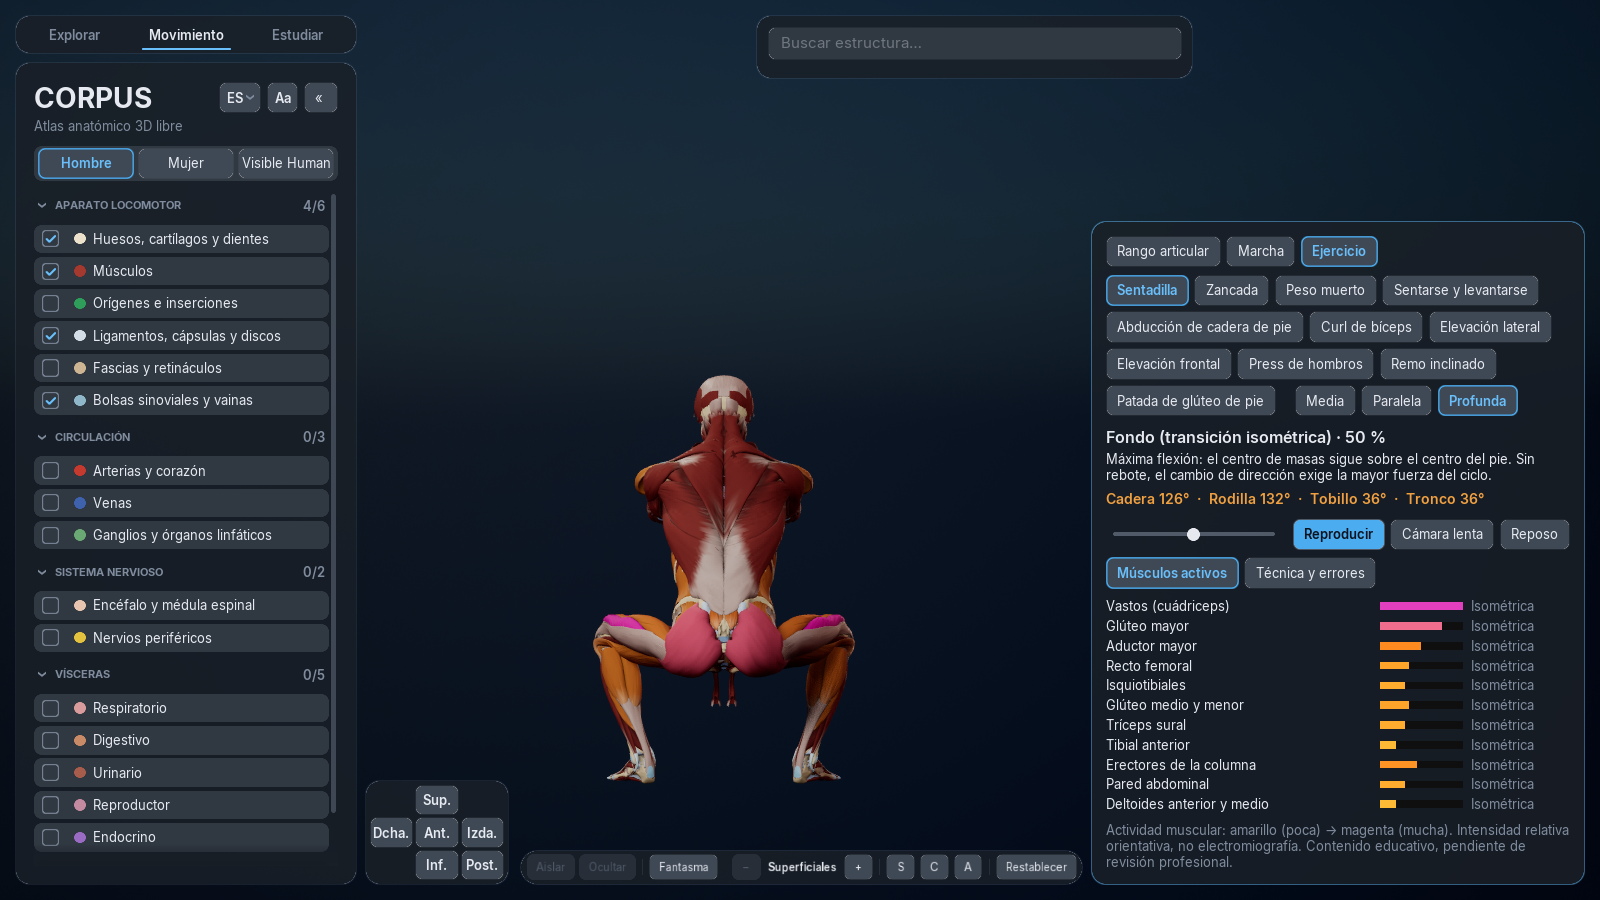 Explorar Movimiento Estudiar
Buscar estructura...
CORPUS ES Aa «
Atlas anatómico 3D libre
Hombre Mujer Visible Human
APARATO LOCOMOTOR 4/6
Huesos, cartílagos y dientes
Músculos
Orígenes e inserciones
Ligamentos, cápsulas y discos
Fascias y retináculos
Bolsas sinoviales y vainas
CIRCULACIÓN 0/3
Arterias y corazón
Venas
Ganglios y órganos linfáticos
SISTEMA NERVIOSO 0/2
Encéfalo y médula espinal
Nervios periféricos
VÍSCERAS 0/5
Respiratorio
Digestivo
Urinario
Reproductor
Endocrino
Sup.
Dcha. Ant. Izda.
Inf. Post.
Aislar Ocultar Fantasma − Superficiales + S C A Restablecer
Rango articular Marcha Ejercicio
Sentadilla Zancada Peso muerto Sentarse y levantarse
Abducción de cadera de pie Curl de bíceps Elevación lateral
Elevación frontal Press de hombros Remo inclinado
Patada de glúteo de pie Media Paralela Profunda
Fondo (transición isométrica) · 50 %
Máxima flexión: el centro de masas sigue sobre el centro del pie. Sin
rebote, el cambio de dirección exige la mayor fuerza del ciclo.
Cadera 126° · Rodilla 132° · Tobillo 36° · Tronco 36°
Reproducir Cámara lenta Reposo
Músculos activos Técnica y errores
Vastos (cuádriceps) Isométrica
Glúteo mayor Isométrica
Aductor mayor Isométrica
Recto femoral Isométrica
Isquiotibiales Isométrica
Glúteo medio y menor Isométrica
Tríceps sural Isométrica
Tibial anterior Isométrica
Erectores de la columna Isométrica
Pared abdominal Isométrica
Deltoides anterior y medio Isométrica
Actividad muscular: amarillo (poca) → magenta (mucha). Intensidad relativa
orientativa, no electromiografía. Contenido educativo, pendiente de
revisión profesional.